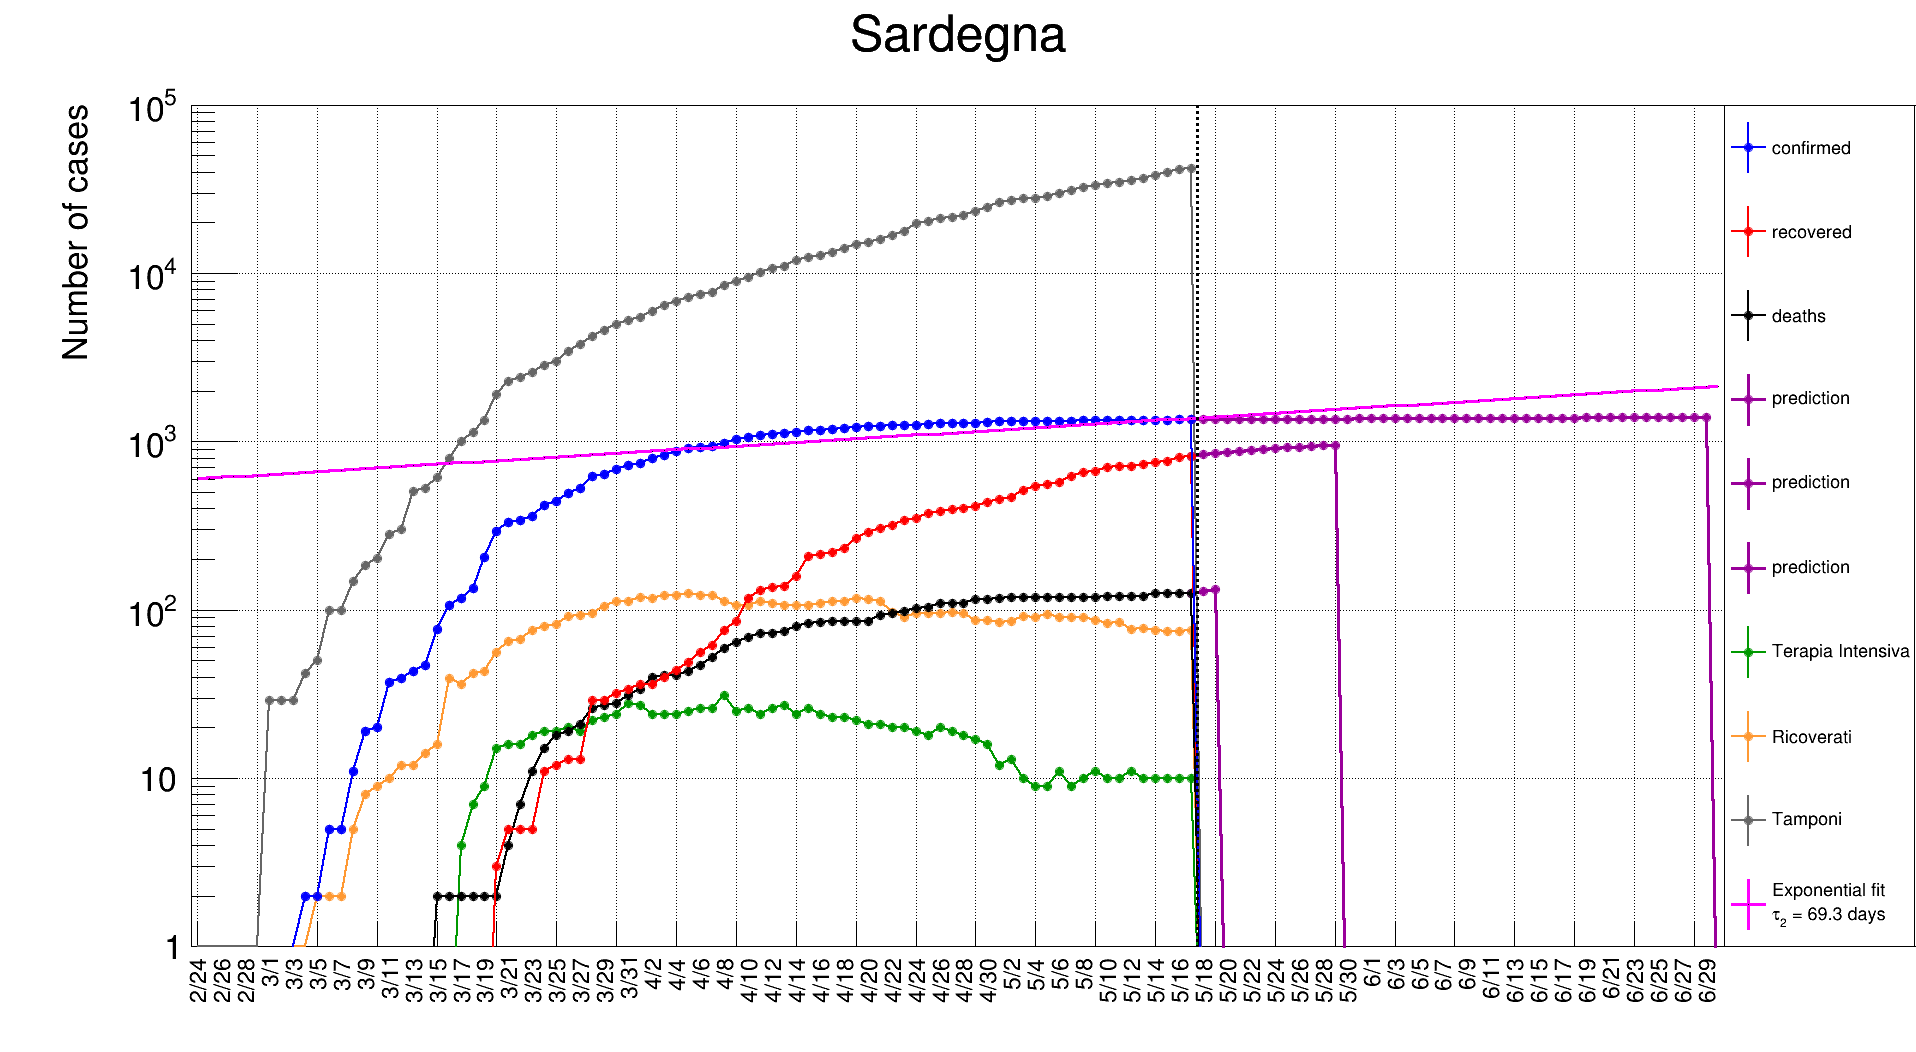 Sardegna
Number of cases
10^5
10^4
10^3
10^2
10
1
2/24 2/26 2/28 3/1 3/3 3/5 3/7 3/9 3/11 3/13 3/15 3/17 3/19 3/21 3/23 3/25 3/27 3/29 3/31 4/2 4/4 4/6 4/8 4/10 4/12 4/14 4/16 4/18 4/20 4/22 4/24 4/26 4/28 4/30 5/2 5/4 5/6 5/8 5/10 5/12 5/14 5/16 5/18 5/20 5/22 5/24 5/26 5/28 5/30 6/1 6/3 6/5 6/7 6/9 6/11 6/13 6/15 6/17 6/19 6/21 6/23 6/25 6/27 6/29
confirmed
recovered
deaths
prediction
prediction
prediction
Terapia Intensiva
Ricoverati
Tamponi
Exponential fit
τ₂ = 69.3 days